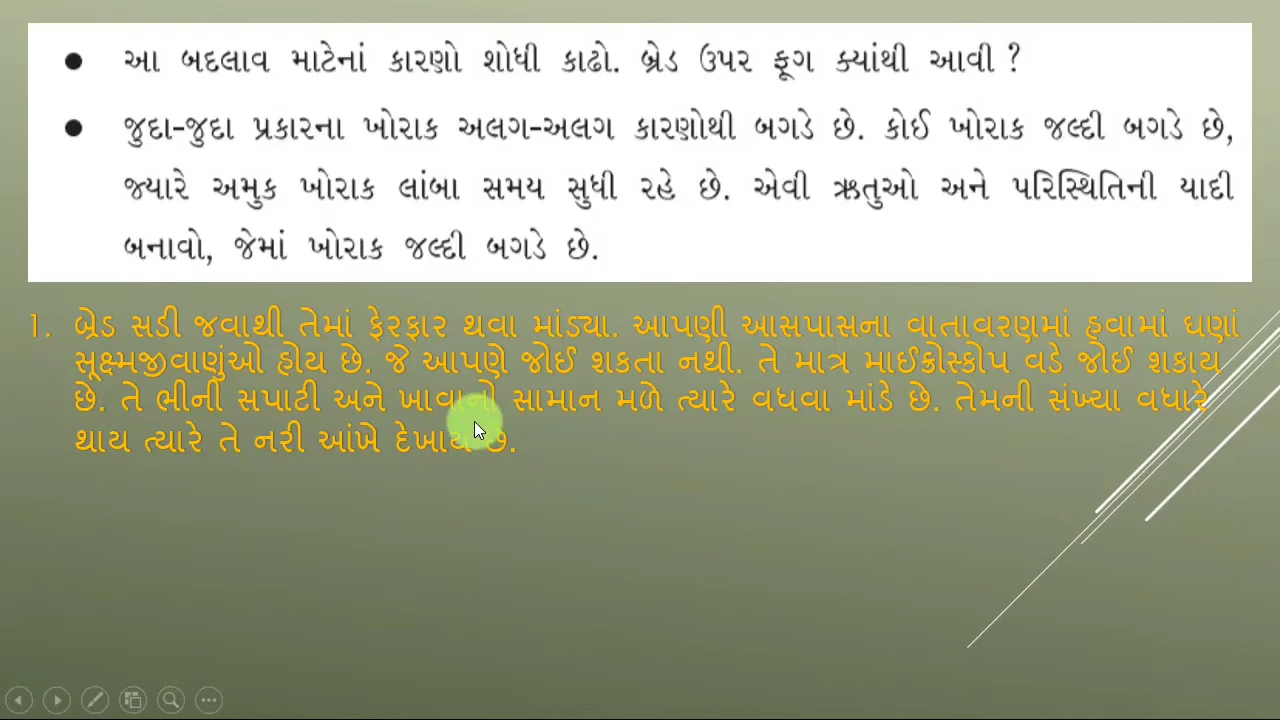 ● આ બદલાવ માટેનાં કારણો શોધી કાઢો. બ્રેડ ઉપર ફૂગ ક્યાંથી આવી ?
● જુદા-જુદા પ્રકારના ખોરાક અલગ-અલગ કારણોથી બગડે છે. કોઈ ખોરાક જલ્દી બગડે છે,
જ્યારે અમુક ખોરાક લાંબા સમય સુધી રહે છે. એવી ઋતુઓ અને પરિસ્થિતિની યાદી
બનાવો, જેમાં ખોરાક જલ્દી બગડે છે.
1. બ્રેડ સડી જવાથી તેમાં ફેરફાર થવા માંડ્યા. આપણી આસપાસના વાતાવરણમાં હવામાં ઘણાં
સૂક્ષ્મજીવાણુંઓ હોય છે. જે આપણે જોઈ શકતા નથી. તે માત્ર માઈક્રોસ્કોપ વડે જોઈ શકાય
છે. તે ભીની સપાટી અને ખાવાનો સામાન મળે ત્યારે વધવા માંડે છે. તેમની સંખ્યા વધારે
થાય ત્યારે તે નરી આંખે દેખાય છે.